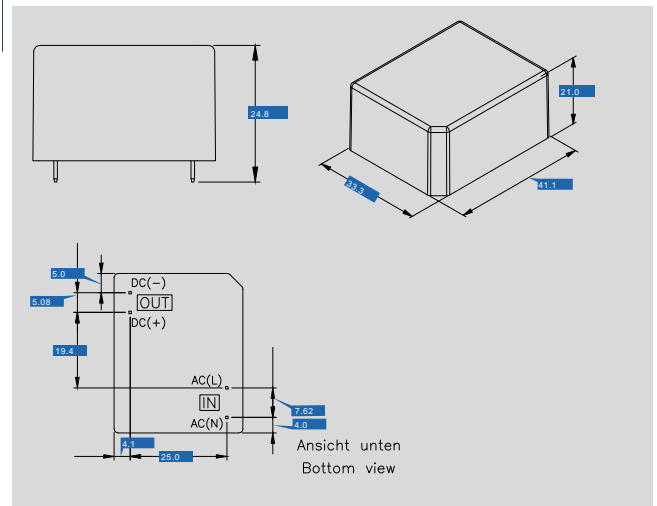 24.8
21.0
33.3
41.1
5.0
DC(-)
5.08
OUT
DC(+)
19.4
AC(L)
7.62
IN
AC(N)
4.0
4.1
25.0
Ansicht unten
Bottom view